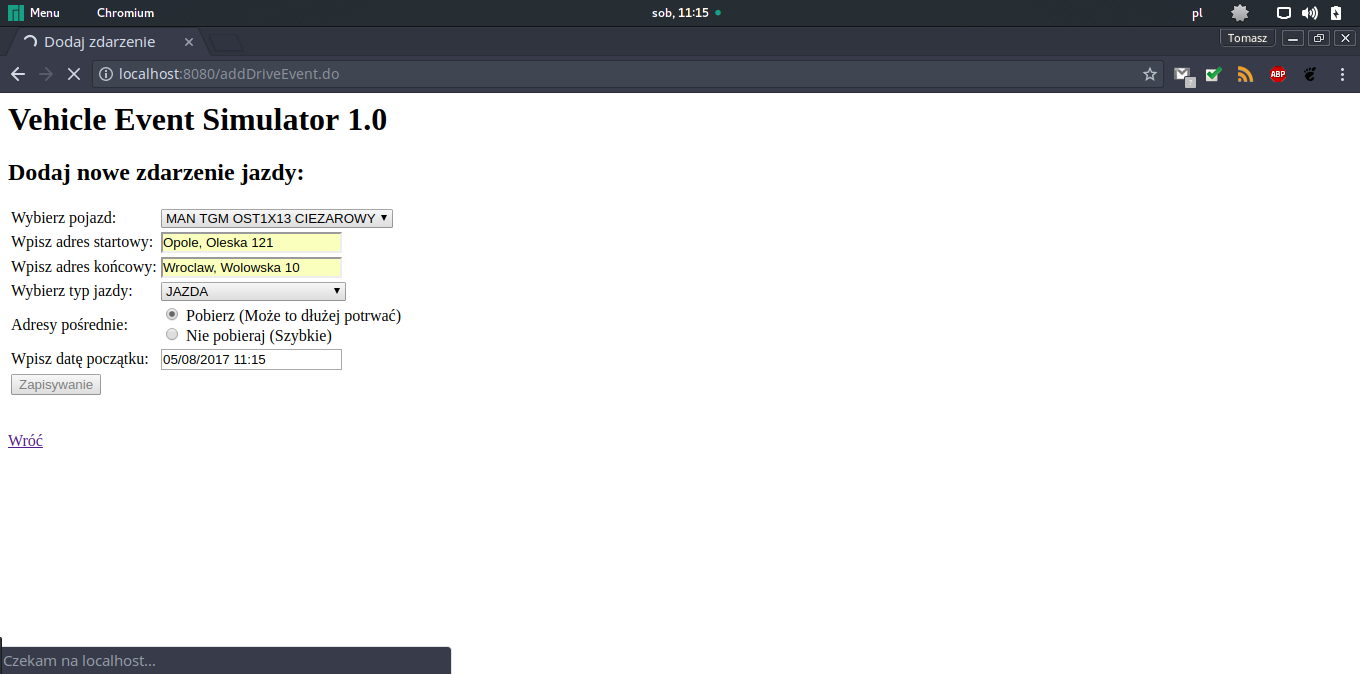 Menu Chromium sob, 11:15 pl
Dodaj zdarzenie Tomasz
localhost:8080/addDriveEvent.do ABP
Vehicle Event Simulator 1.0
Dodaj nowe zdarzenie jazdy:
Wybierz pojazd: MAN TGM OST1X13 CIEZAROWY
Wpisz adres startowy: Opole, Oleska 121
Wpisz adres końcowy: Wroclaw, Wolowska 10
Wybierz typ jazdy: JAZDA
Adresy pośrednie: Pobierz (Może to dłużej potrwać)
Nie pobieraj (Szybkie)
Wpisz datę początku: 05/08/2017 11:15
Zapisywanie
Wróć
Czekam na localhost...